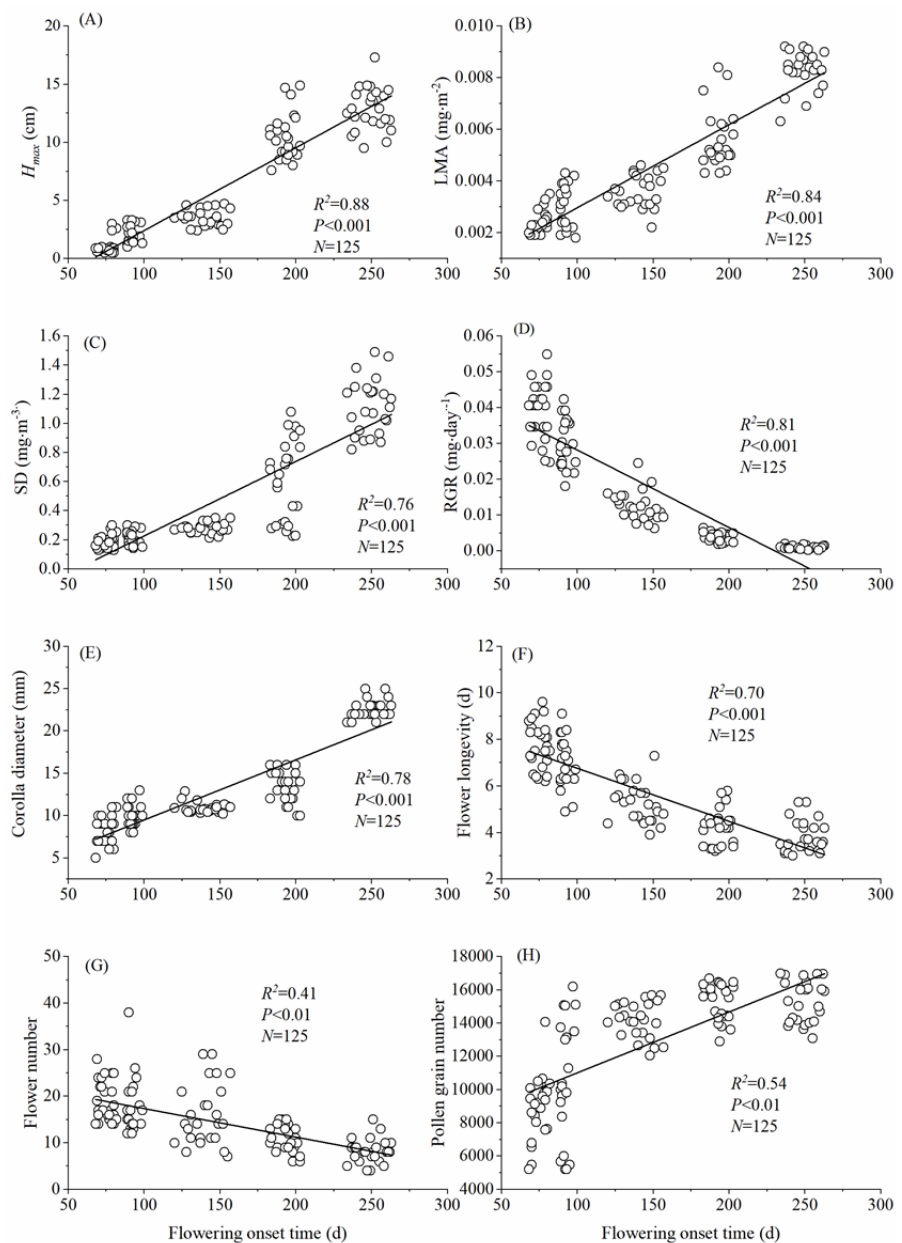 (A)
20
15
10
5
0
H_max (cm)
R²=0.88
P<0.001
N=125
50 100 150 200 250 300
(B)
0.010
0.008
0.006
0.004
0.002
LMA (mg·m⁻²)
R²=0.84
P<0.001
N=125
50 100 150 200 250 300
(C)
1.6
1.4
1.2
1.0
0.8
0.6
0.4
0.2
0.0
SD (mg·m⁻³·)
R²=0.76
P<0.001
N=125
50 100 150 200 250 300
(D)
0.06
0.05
0.04
0.03
0.02
0.01
0.00
RGR (mg·day⁻¹)
R²=0.81
P<0.001
N=125
50 100 150 200 250 300
(E)
30
25
20
15
10
5
Corolla diameter (mm)
R²=0.78
P<0.001
N=125
50 100 150 200 250 300
(F)
12
10
8
6
4
2
Flower longevity (d)
R²=0.70
P<0.001
N=125
50 100 150 200 250 300
(G)
50
40
30
20
10
0
Flower number
R²=0.41
P<0.01
N=125
50 100 150 200 250 300
Flowering onset time (d)
(H)
18000
16000
14000
12000
10000
8000
6000
4000
Pollen grain number
R²=0.54
P<0.01
N=125
50 100 150 200 250 300
Flowering onset time (d)